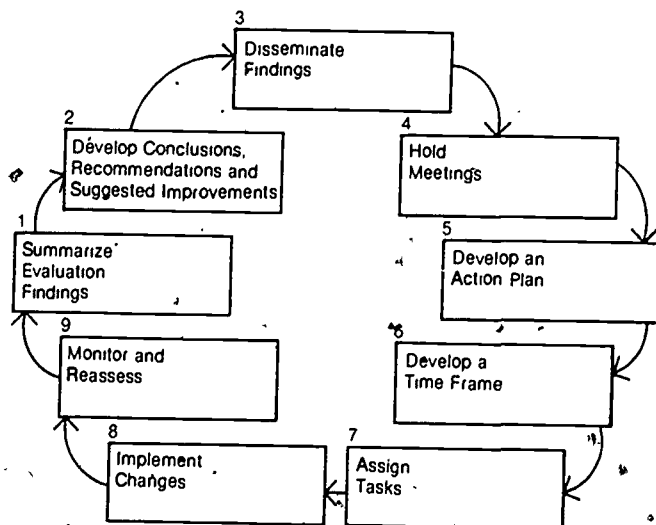 3
Disseminate
Findings
2
Develop Conclusions,
Recommendations and
Suggested Improvements
4
Hold
Meetings
1
Summarize
Evaluation
Findings
5
Develop an
Action Plan
9
Monitor and
Reassess
6
Develop a
Time Frame
8
Implement
Changes
7
Assign
Tasks